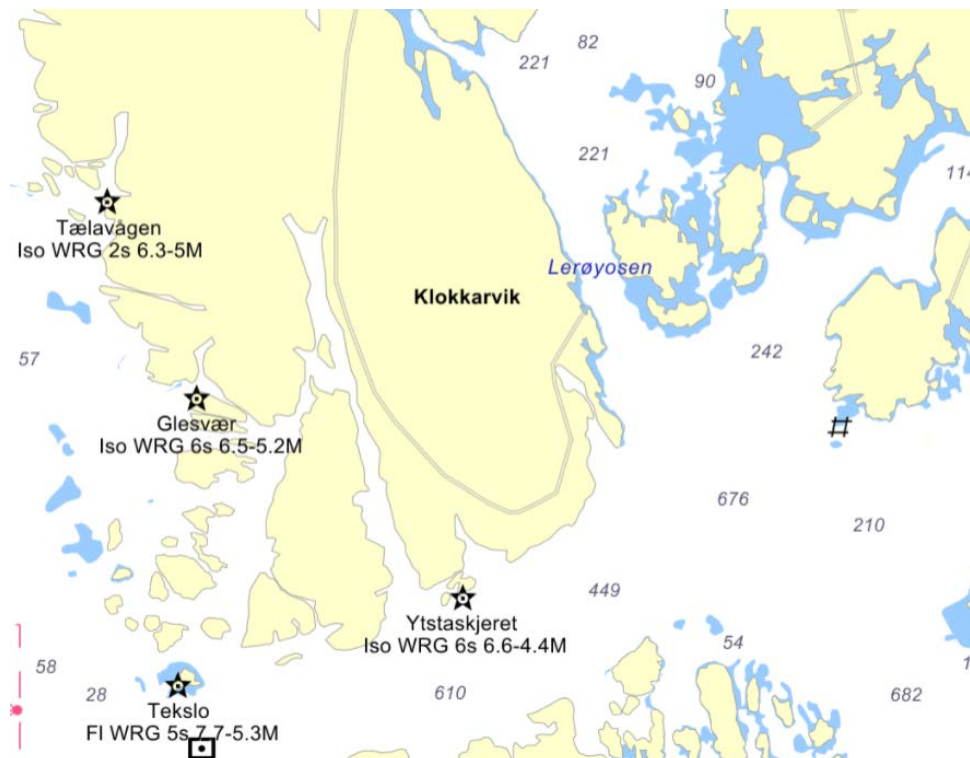 82
221
90
221
114
Tælavågen
Iso WRG 2s 6.3-5M
Lerøyosen
Klokkarvik
57
242
Glesvær
Iso WRG 6s 6.5-5.2M
676
210
449
Ytstaskjeret
Iso WRG 6s 6.6-4.4M
54
58
28
610
682
1
Tekslo
Fl WRG 5s 7.7-5.3M